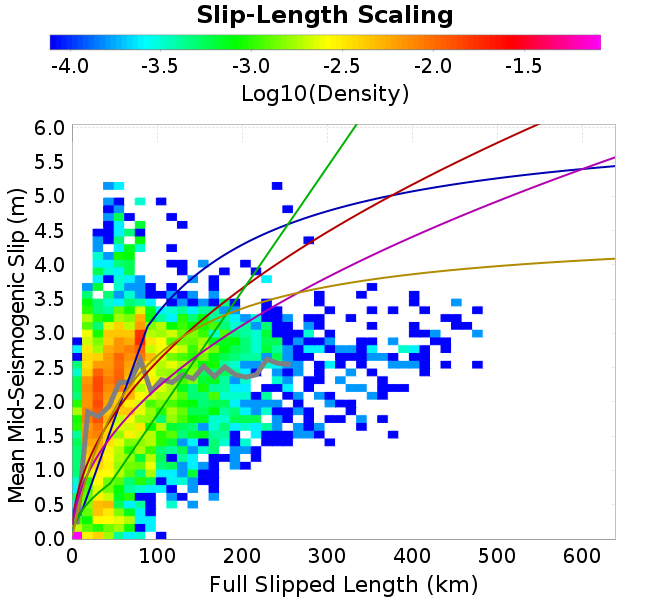 Slip-Length Scaling
-4.0 -3.5 -3.0 -2.5 -2.0 -1.5
Log10(Density)
Mean Mid-Seismogenic Slip (m)
6.0
5.5
5.0
4.5
4.0
3.5
3.0
2.5
2.0
1.5
1.0
0.5
0.0
0 100 200 300 400 500 600
Full Slipped Length (km)